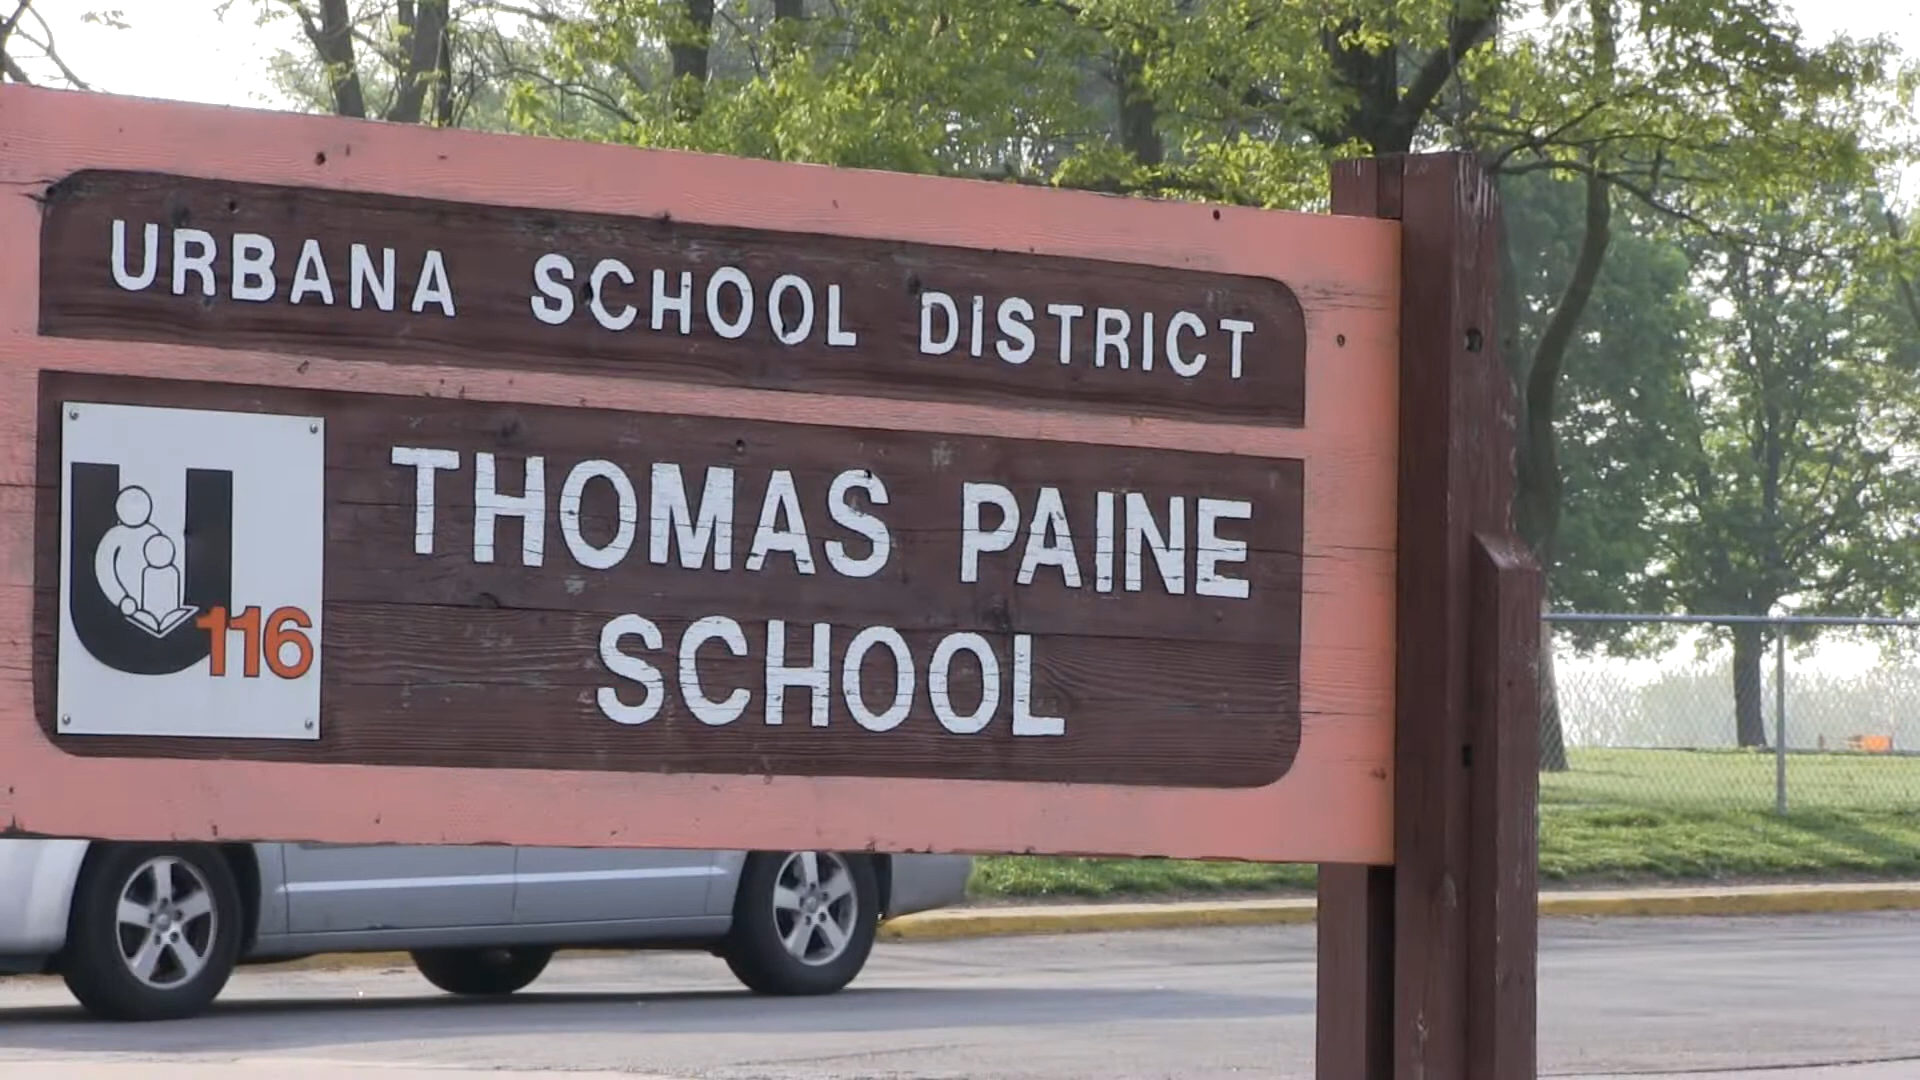 URBANA SCHOOL DISTRICT
THOMAS PAINE
SCHOOL
U
116